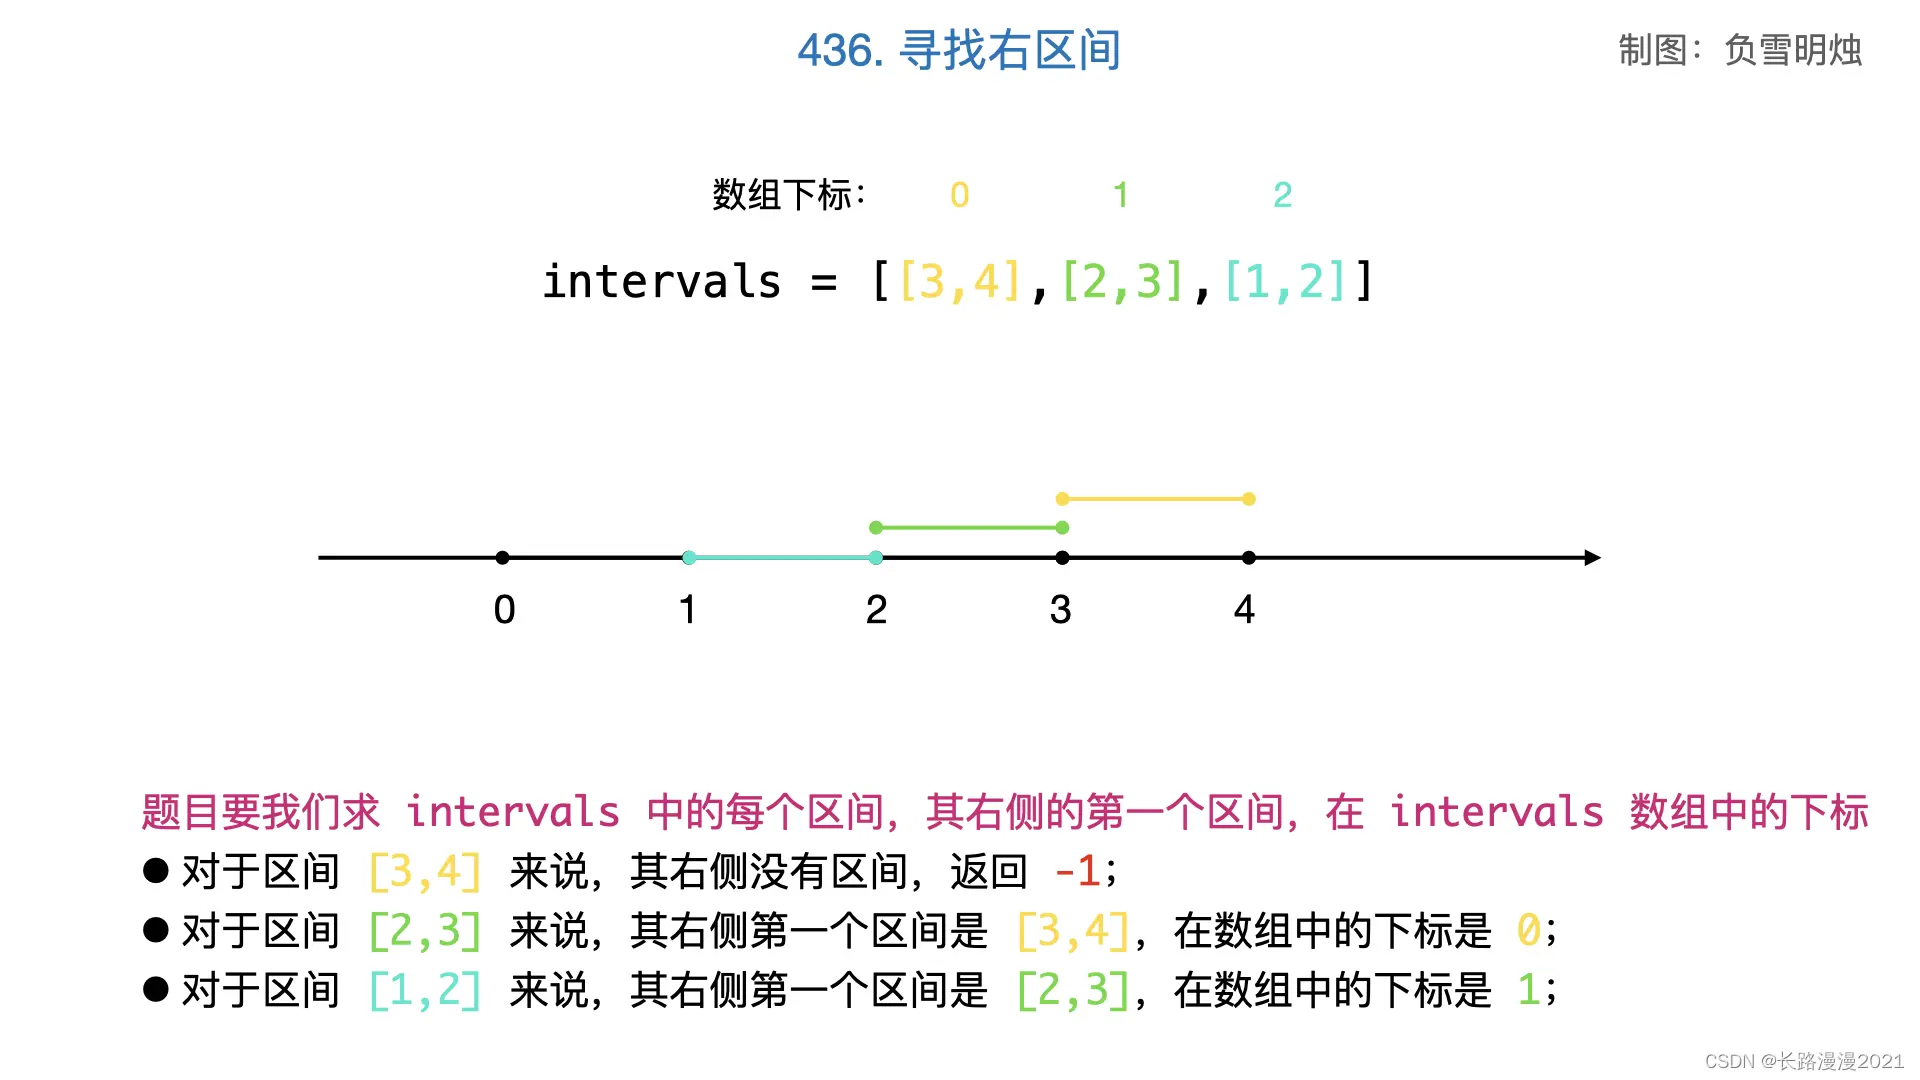 436. 寻找右区间
制图：负雪明烛
数组下标： 0 1 2
intervals = [[3,4],[2,3],[1,2]]
0 1 2 3 4
题目要我们求 intervals 中的每个区间，其右侧的第一个区间，在 intervals 数组中的下标
● 对于区间 [3,4] 来说，其右侧没有区间，返回 -1；
● 对于区间 [2,3] 来说，其右侧第一个区间是 [3,4]，在数组中的下标是 0；
● 对于区间 [1,2] 来说，其右侧第一个区间是 [2,3]，在数组中的下标是 1；
CSDN @长路漫漫2021